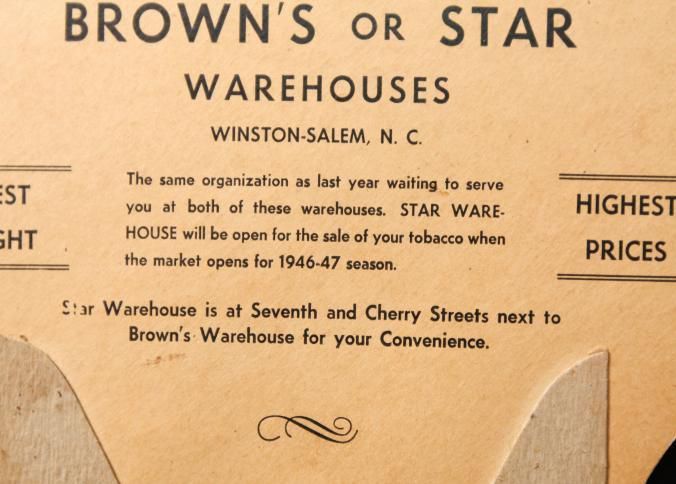 BROWN'S OR STAR
WAREHOUSES
WINSTON-SALEM, N. C.
The same organization as last year waiting to serve
you at both of these warehouses. STAR WARE-
HOUSE will be open for the sale of your tobacco when
the market opens for 1946-47 season.
EST
GHT
HIGHEST
PRICES
Star Warehouse is at Seventh and Cherry Streets next to
Brown's Warehouse for your Convenience.